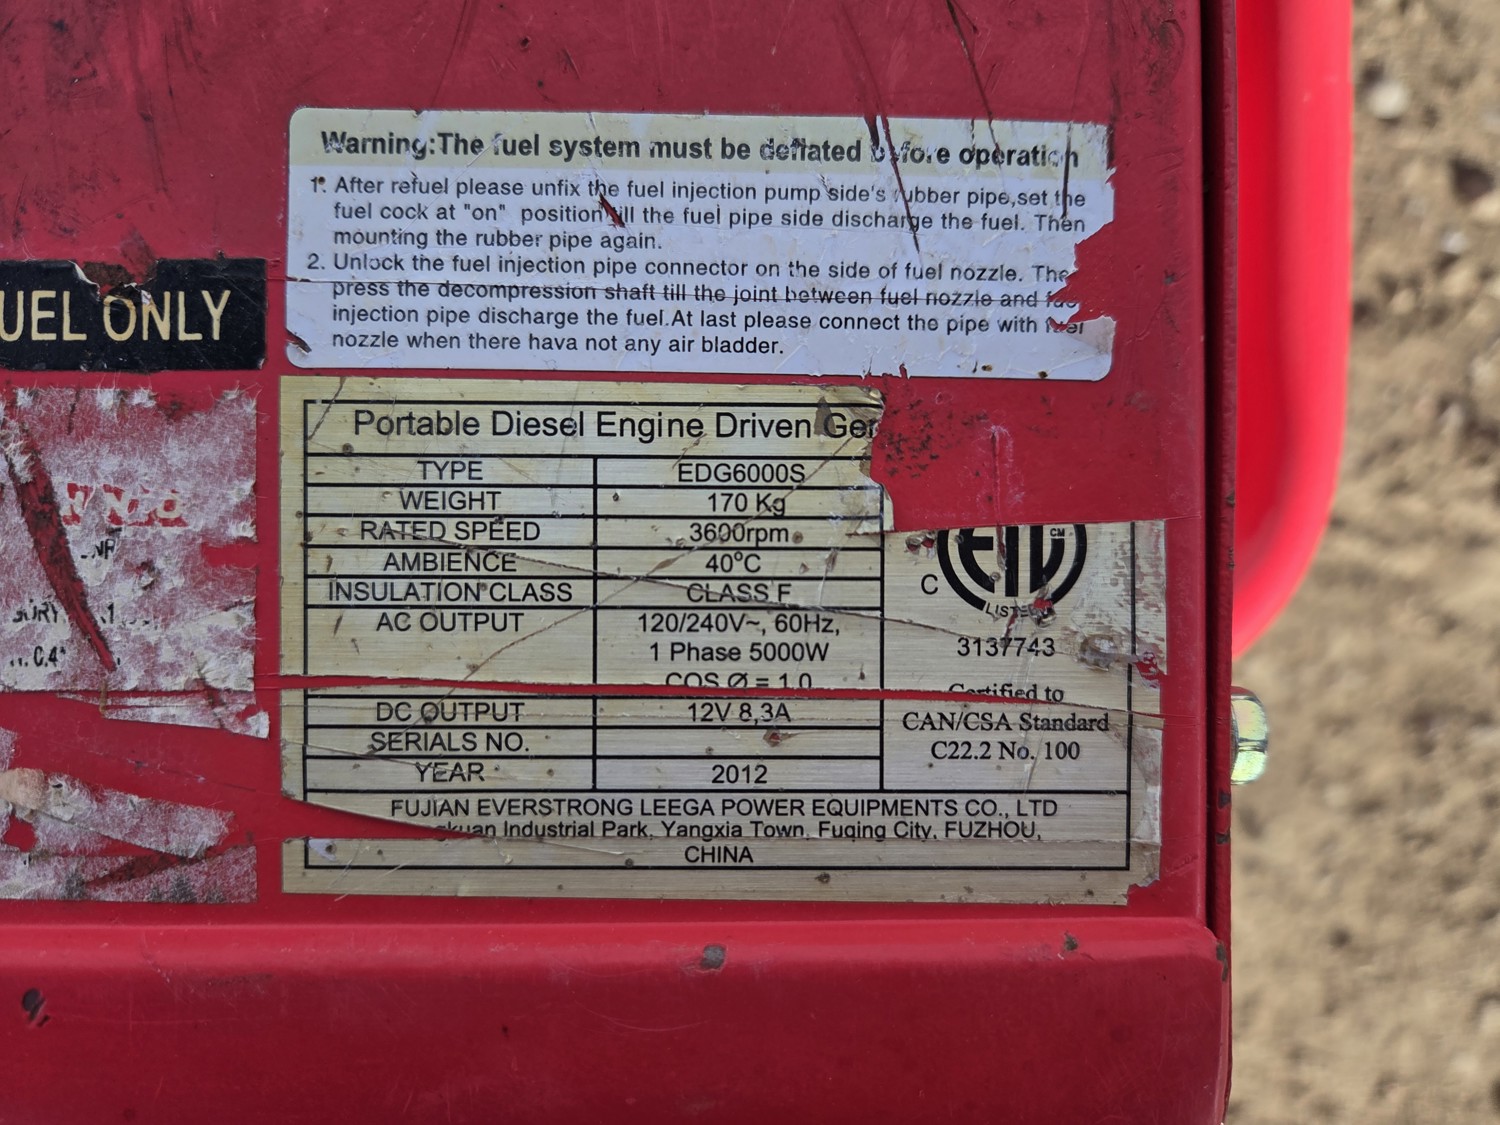 Warning:The fuel system must be deflated before operation
1. After refuel please unfix the fuel injection pump side's rubber pipe,set the
fuel cock at "on" position till the fuel pipe side discharge the fuel. Then
mounting the rubber pipe again.
2. Unlock the fuel injection pipe connector on the side of fuel nozzle. The
press the decompression shaft till the joint between fuel nozzle and
injection pipe discharge the fuel.At last please connect the pipe with fuel
nozzle when there hava not any air bladder.
UEL ONLY
Portable Diesel Engine Driven Ger
TYPE EDG6000S
WEIGHT 170 Kg
RATED SPEED 3600rpm
AMBIENCE 40°C
INSULATION CLASS CLASS F
AC OUTPUT 120/240V~, 60Hz,
1 Phase 5000W
COS Ø = 1.0
DC OUTPUT 12V 8,3A
SERIALS NO.
YEAR 2012
CM
C
LISTED
3137743
Certified to
CAN/CSA Standard
C22.2 No. 100
FUJIAN EVERSTRONG LEEGA POWER EQUIPMENTS CO., LTD
Industrial Park, Yangxia Town, Fuqing City, FUZHOU,
CHINA